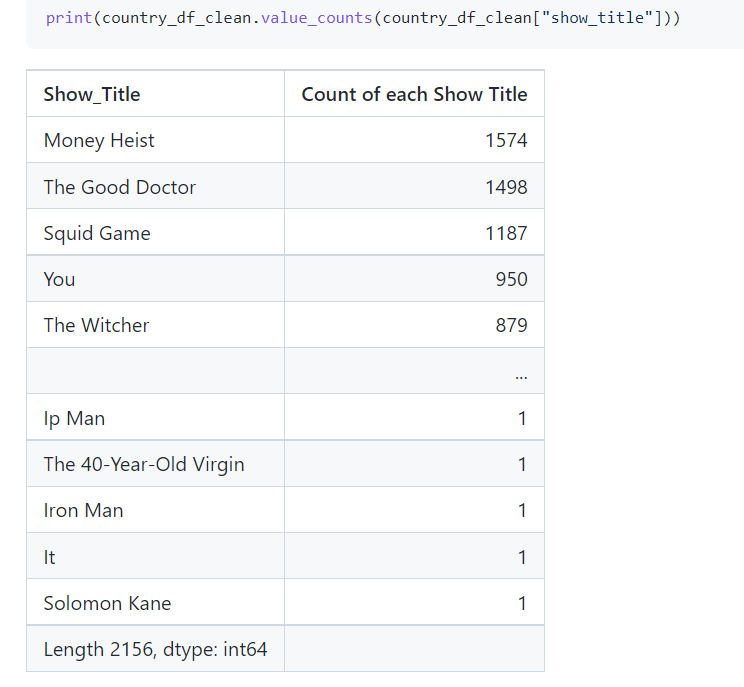 print(country_df_clean.value_counts(country_df_clean["show_title"]))
Show_Title Count of each Show Title
Money Heist 1574
The Good Doctor 1498
Squid Game 1187
You 950
The Witcher 879
...
Ip Man 1
The 40-Year-Old Virgin 1
Iron Man 1
It 1
Solomon Kane 1
Length 2156, dtype: int64